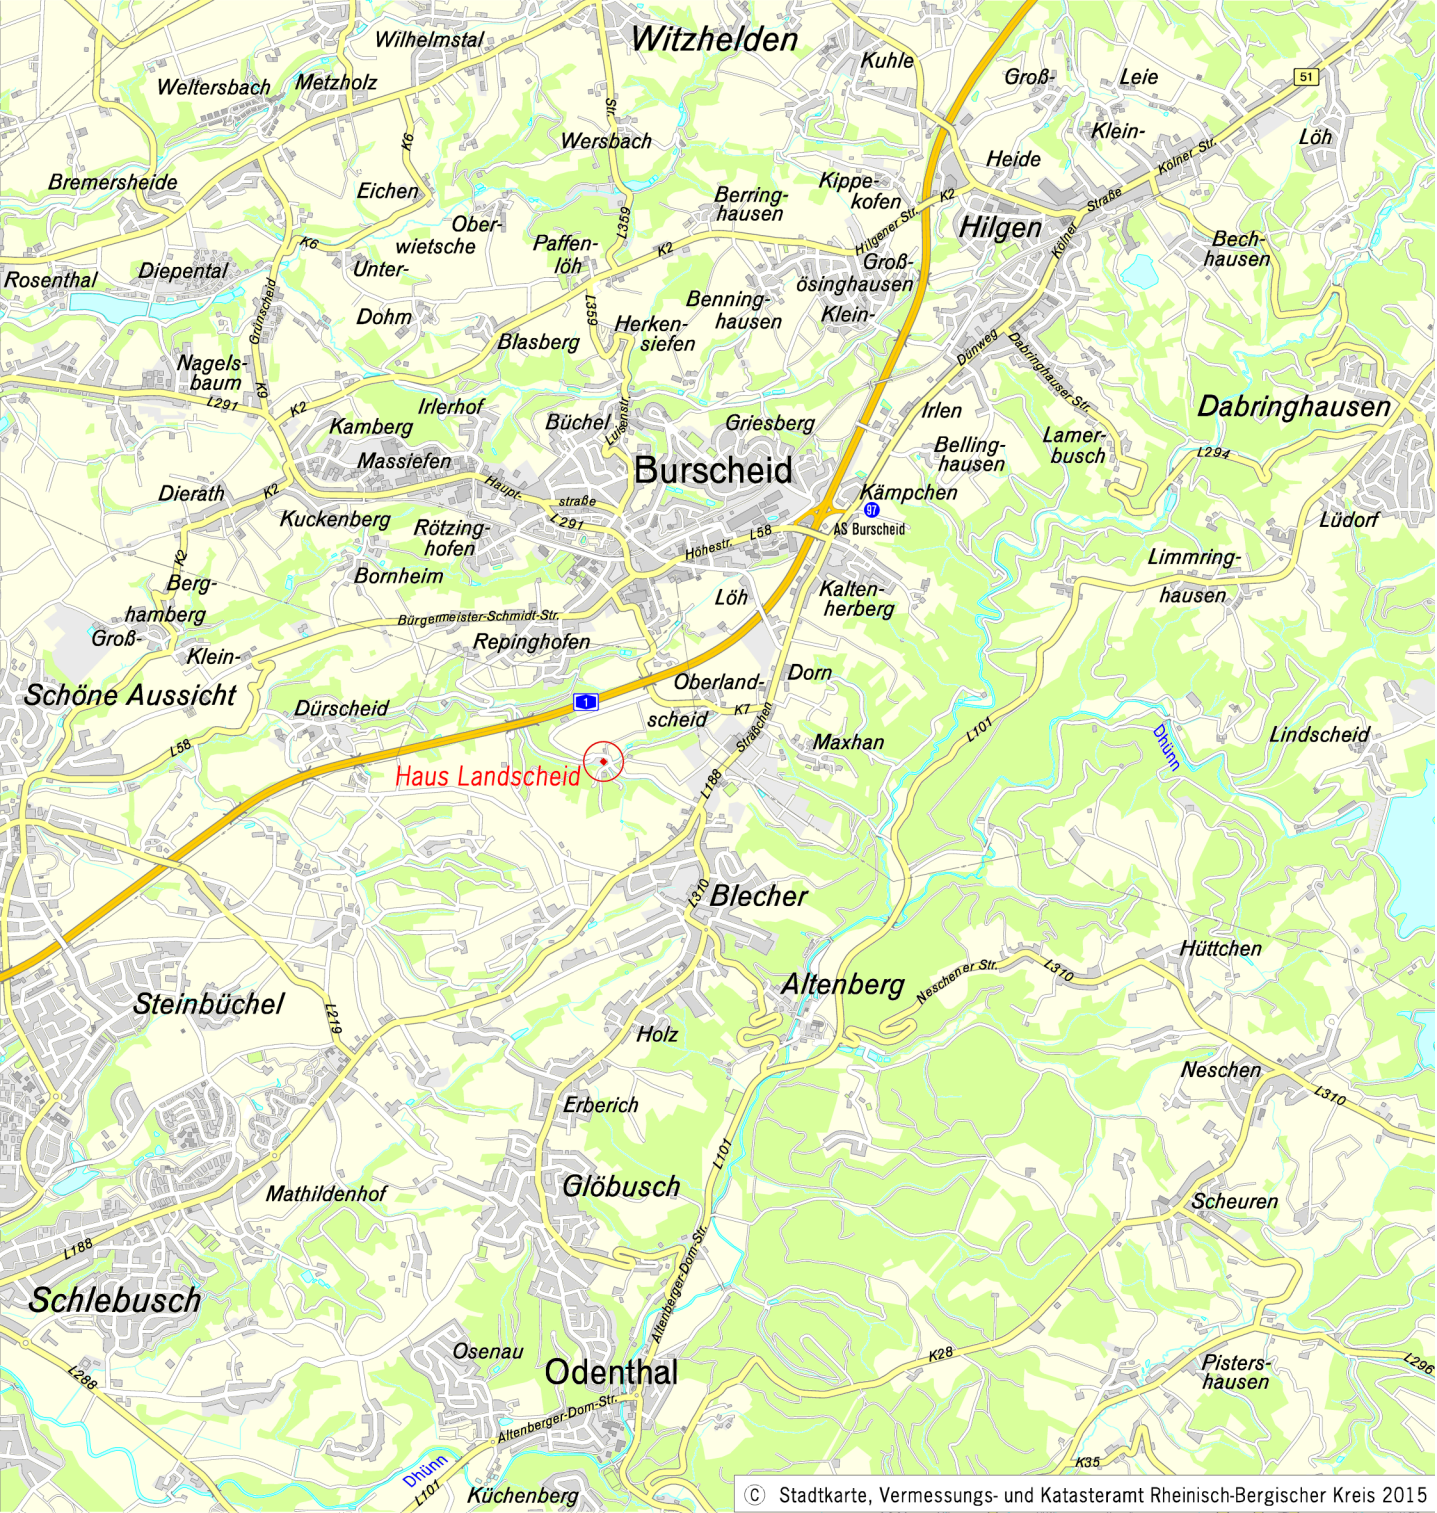 Witzhelden
Wilhelmstal
Kuhle
Groß-
Leie
51
Weltersbach
Metzholz
Str.
Wersbach
K6
Klein-
Löh
Kölner Str.
Heide
Bremersheide
Eichen
Kippe-
kofen
Berring-
hausen
K2
Straße
Ober-
wietsche
L359
Hilgener Str.
Hilgen
Kölner
Bech-
hausen
Paffen-
löh
K2
K6
Unter-
Groß-
ösinghausen
Klein-
Rosenthal
Diepental
Grünscheid
Dohm
L359
Benning-
hausen
Herken-
siefen
Blasberg
Dünweg
Dabringhauser Str.
Nagels-
baum
K9
L291
K2
Irlerhof
Büchel
Luisenstr.
Griesberg
Irlen
Dabringhausen
Kamberg
Belling-
hausen
Lamer-
busch
L294
Massiefen
Burscheid
Haupt-
straße
Dierath
K2
L291
Kämpchen
97
AS Burscheid
Kuckenberg
Rötzing-
hofen
Lüdorf
Höhestr.
L58
K2
Limmring-
hausen
Berg-
hamberg
Groß-
Klein-
Bornheim
Löh
Kalten-
herberg
Bürgermeister-Schmidt-Str.
Repinghofen
Schöne Aussicht
Oberland-
scheid
Dorn
1
K7
Dürscheid
Sträßchen
Maxhan
L101
Dhünn
Lindscheid
L58
Haus Landscheid
L188
L310
Blecher
Hüttchen
Altenberg
Neschener Str.
L310
Steinbüchel
L219
Holz
Neschen
L310
Erberich
L101
Mathildenhof
Glöbusch
Scheuren
L188
Altenberger-Dom-Str.
Schlebusch
Osenau
K28
Odenthal
L288
Pisters-
hausen
L296
Altenberger-Dom-Str.
Dhünn
L101
K35
Küchenberg
© Stadtkarte, Vermessungs- und Katasteramt Rheinisch-Bergischer Kreis 2015